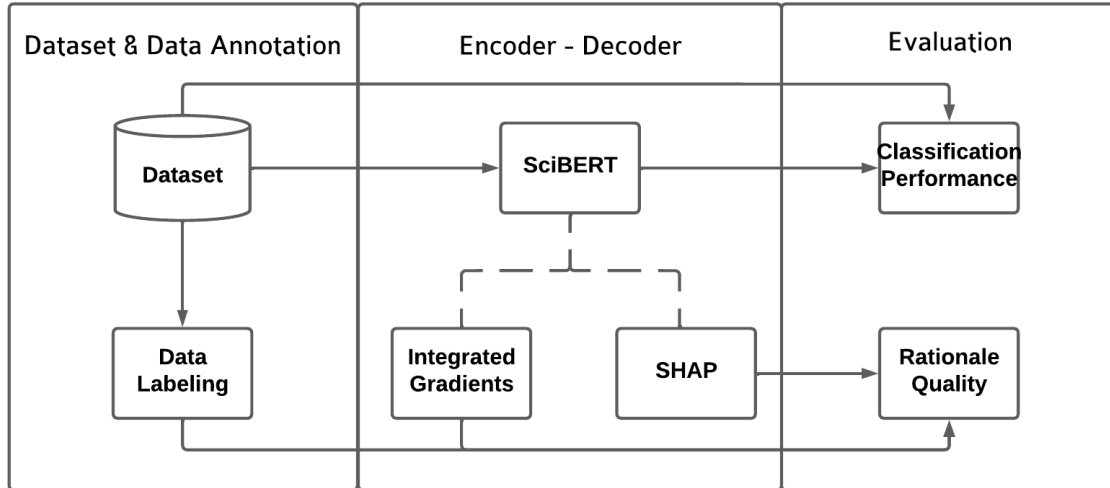 Dataset & Data Annotation
Encoder - Decoder
Evaluation
Dataset
SciBERT
Classification
Performance
Data
Labeling
Integrated
Gradients
SHAP
Rationale
Quality